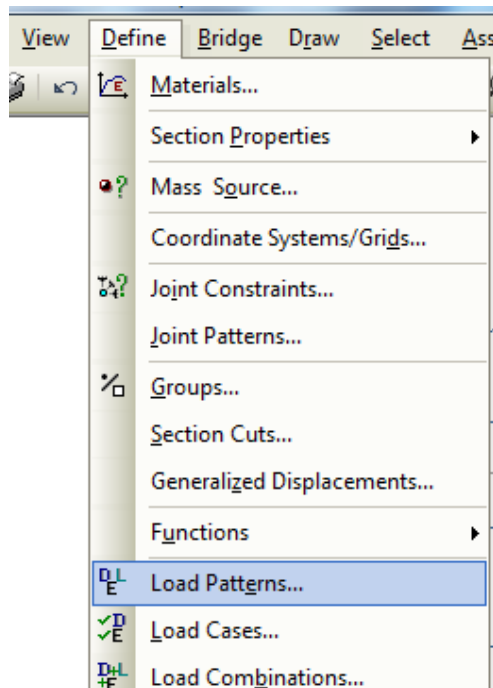 View Define Bridge Draw Select Ass
Materials...
Section Properties
Mass Source...
Coordinate Systems/Grids...
Joint Constraints...
Joint Patterns...
Groups...
Section Cuts...
Generalized Displacements...
Functions
Load Patterns...
Load Cases...
Load Combinations...